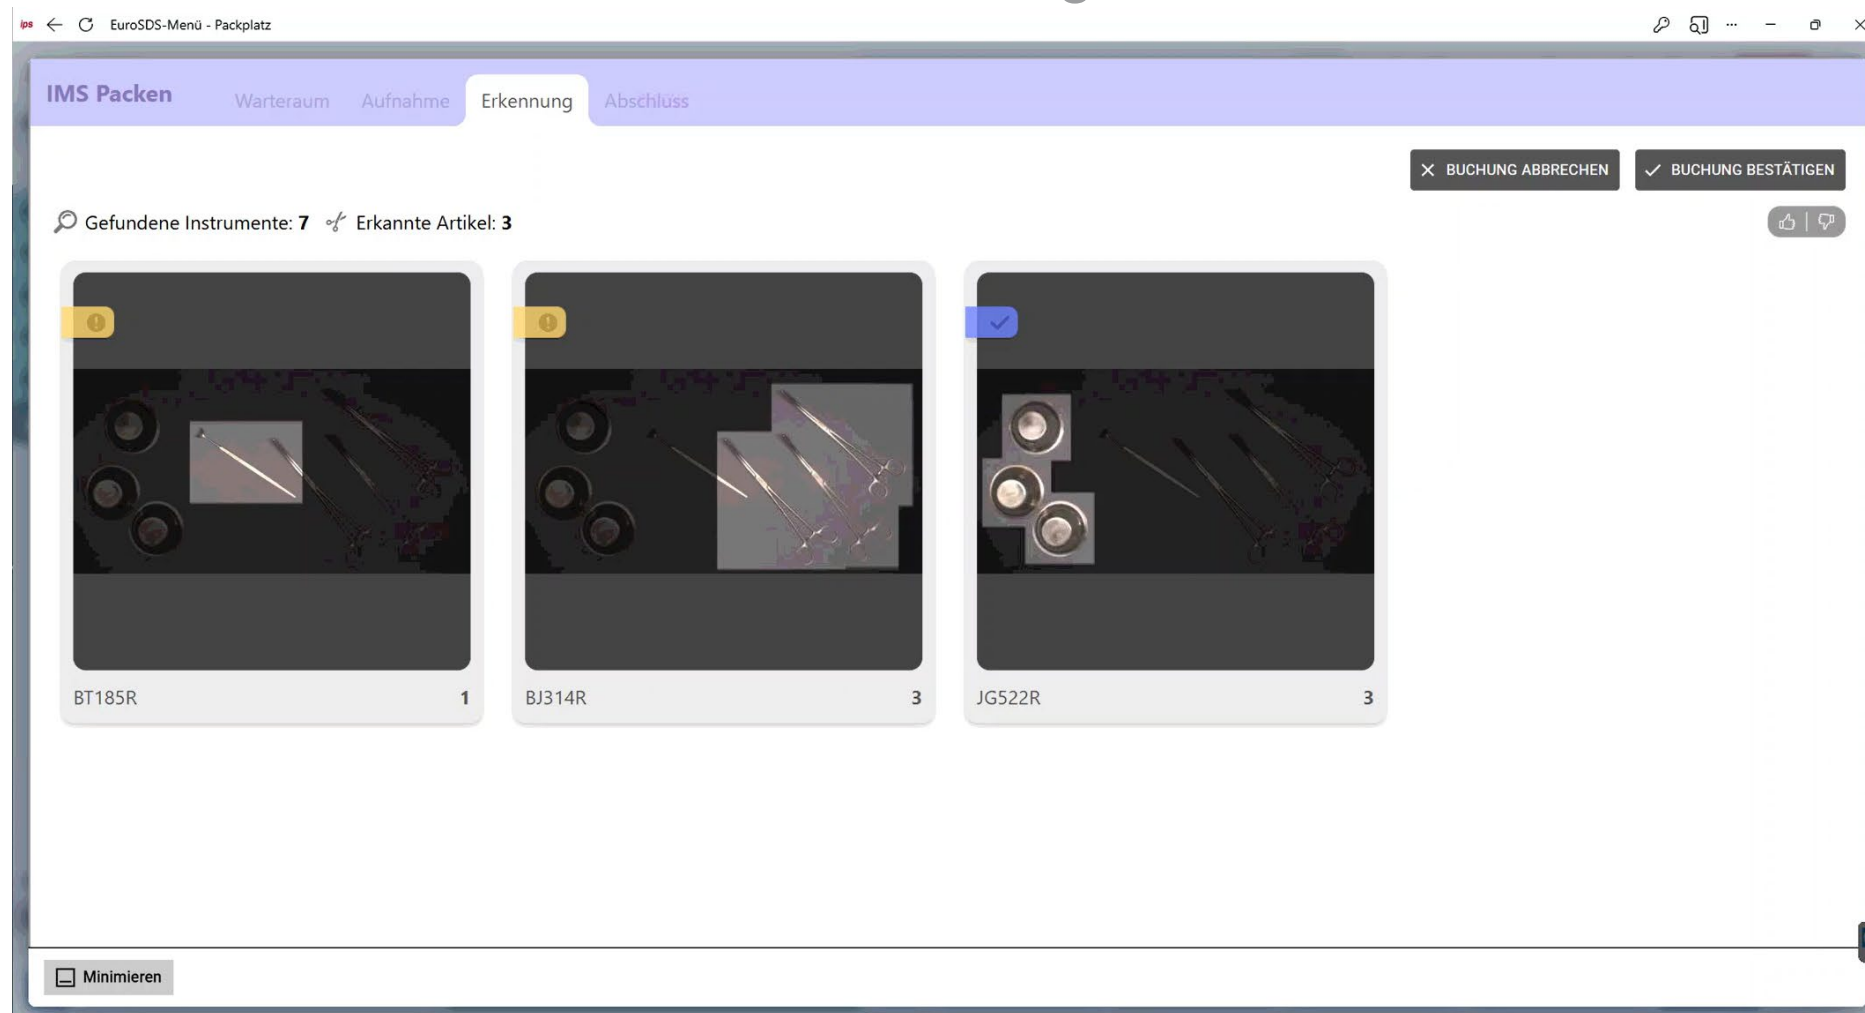 ips EuroSDS-Menü - Packplatz
IMS Packen Warteraum Aufnahme Erkennung Abschluss
BUCHUNG ABBRECHEN BUCHUNG BESTÄTIGEN
Gefundene Instrumente: 7 Erkannte Artikel: 3
BT185R 1 BJ314R 3 JG522R 3
Minimieren